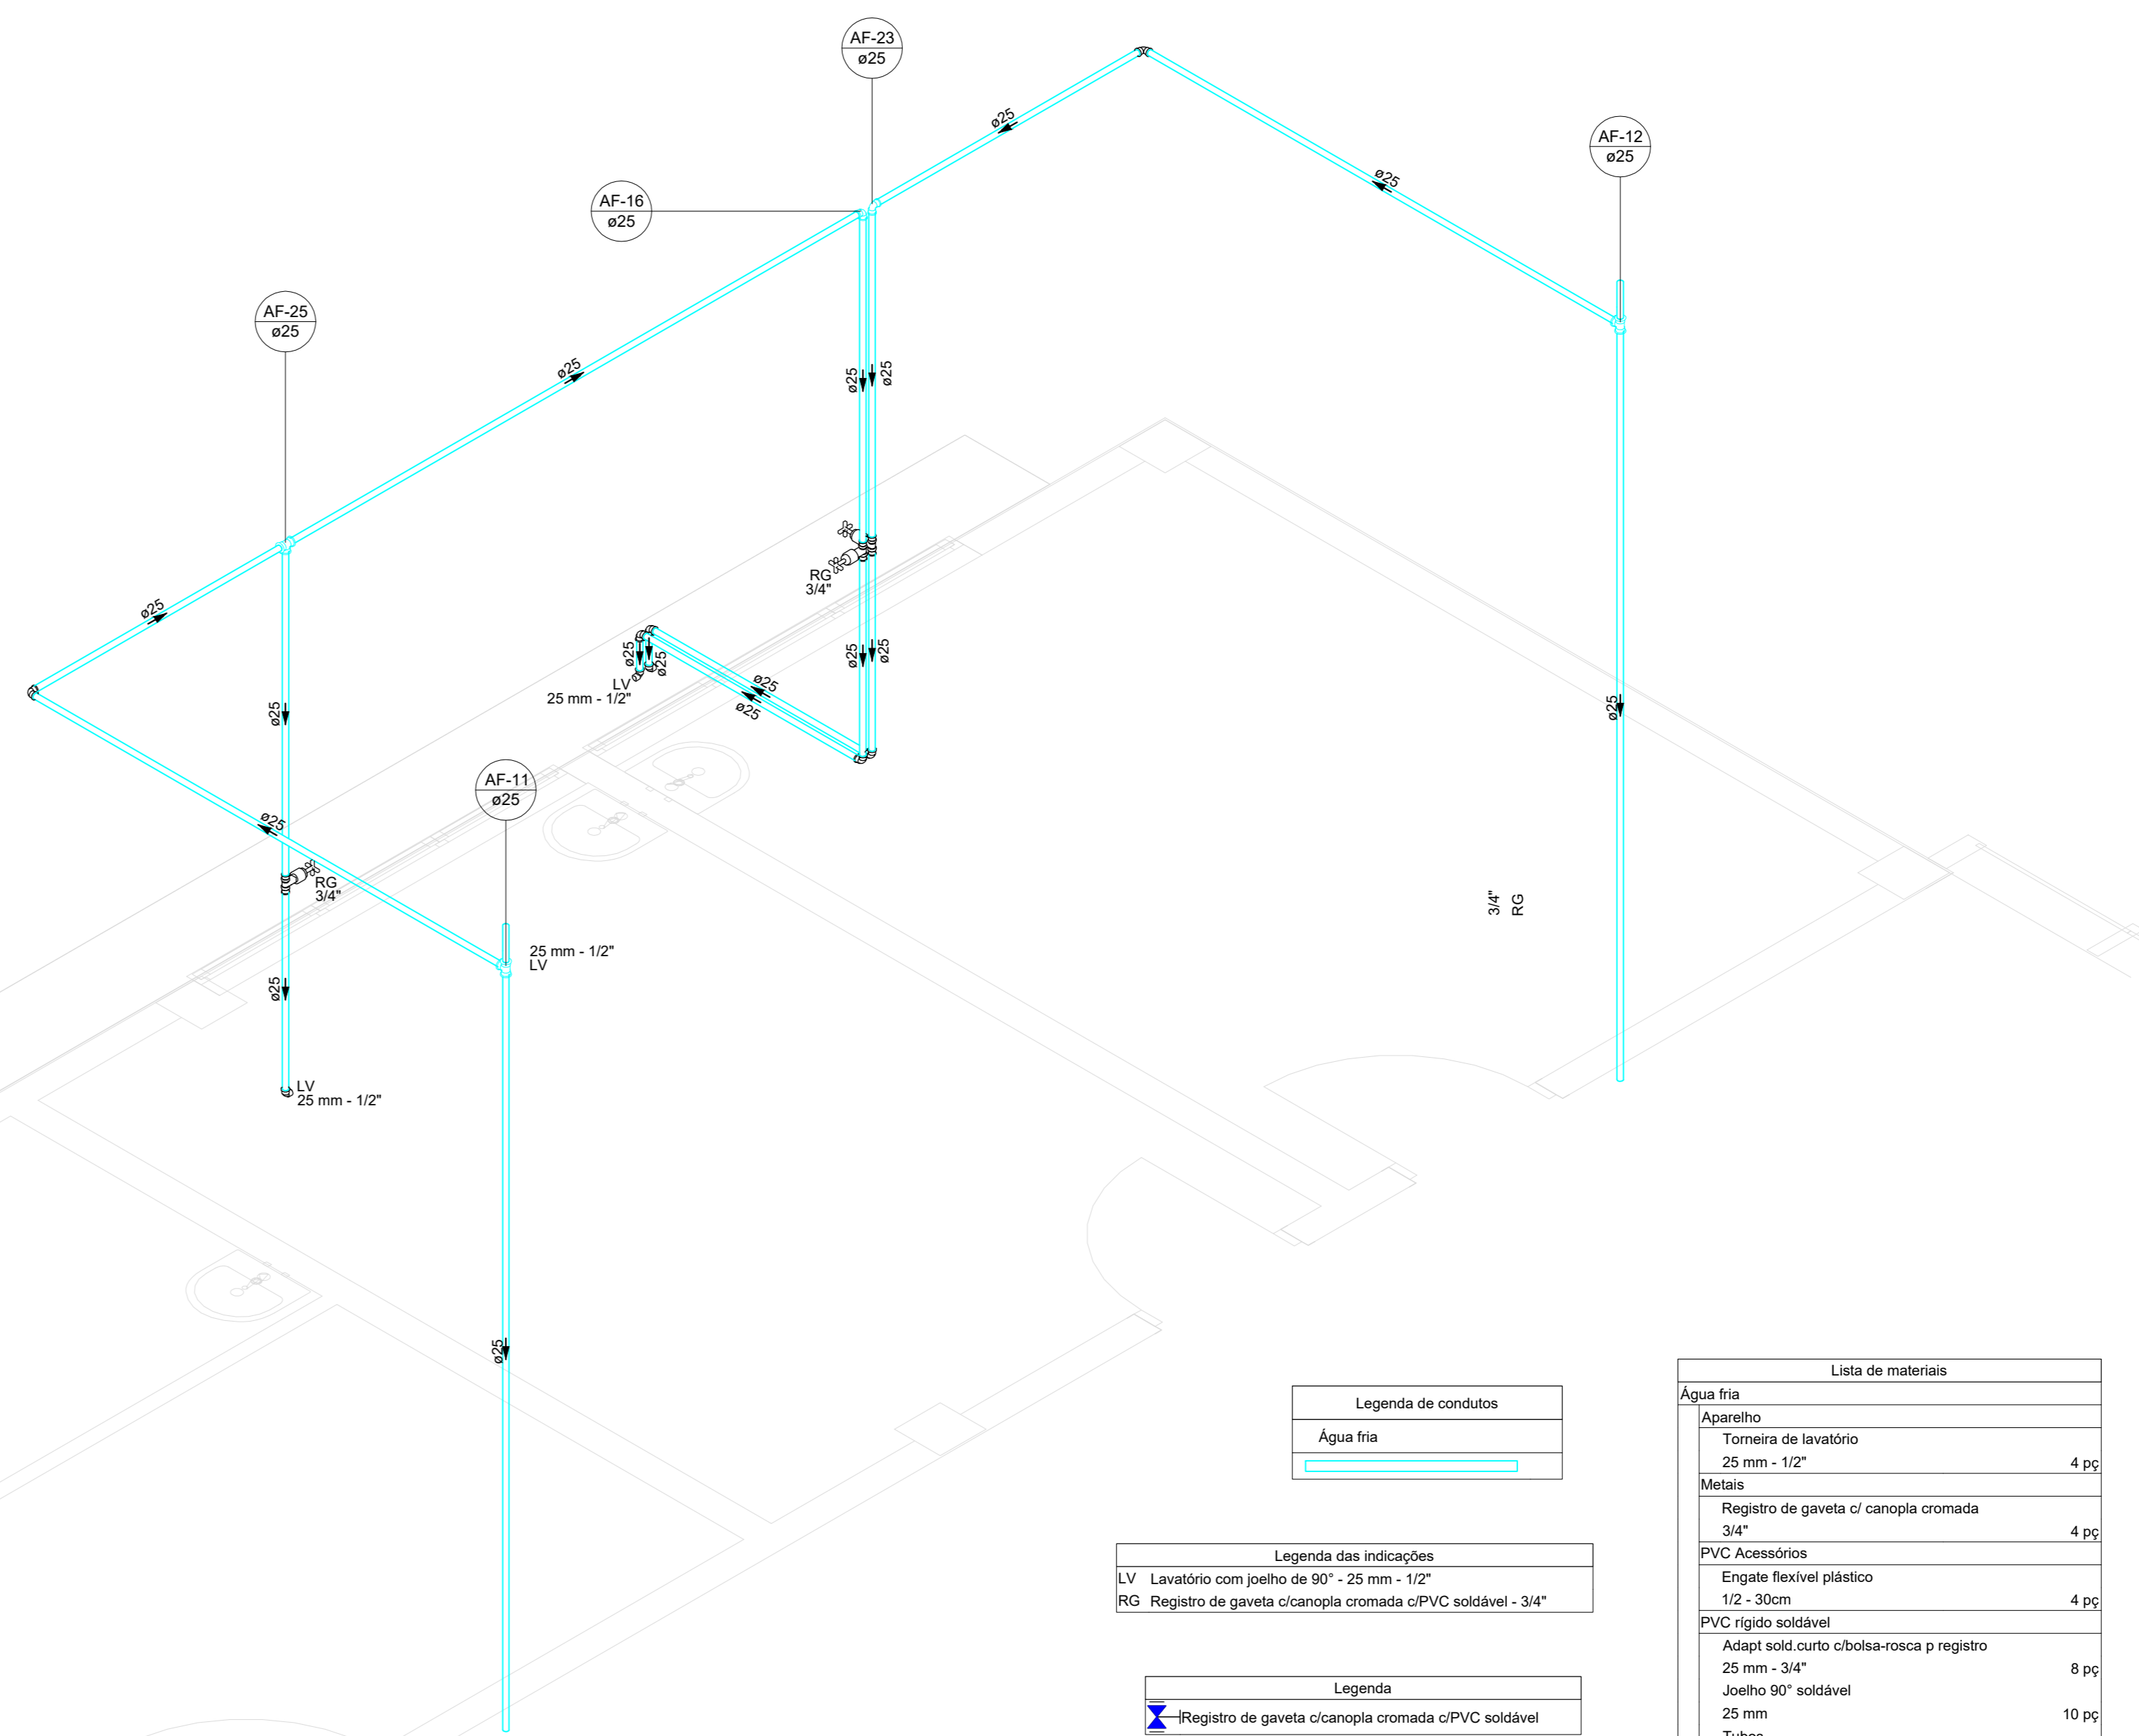 AF-23
ø25
AF-12
ø25
ø25
ø25
AF-16
ø25
AF-25
ø25
ø25
ø25
ø25
RG
3/4"
ø25
ø25
ø25
ø25
ø25
LV
25 mm - 1/2"
ø25
ø25
ø25
ø25
AF-11
ø25
ø25
RG
3/4"
3/4"
RG
25 mm - 1/2"
LV
ø25
LV
25 mm - 1/2"
ø25
Legenda de condutos
Água fria
Legenda das indicações
LV Lavatório com joelho de 90° - 25 mm - 1/2"
RG Registro de gaveta c/canopla cromada c/PVC soldável - 3/4"
Legenda
Registro de gaveta c/canopla cromada c/PVC soldável
Lista de materiais
Água fria
Aparelho
Torneira de lavatório
25 mm - 1/2" 4 pç
Metais
Registro de gaveta c/ canopla cromada
3/4" 4 pç
PVC Acessórios
Engate flexível plástico
1/2 - 30cm 4 pç
PVC rígido soldável
Adapt sold.curto c/bolsa-rosca p registro
25 mm - 3/4" 8 pç
Joelho 90° soldável
25 mm 10 pç
Tubos